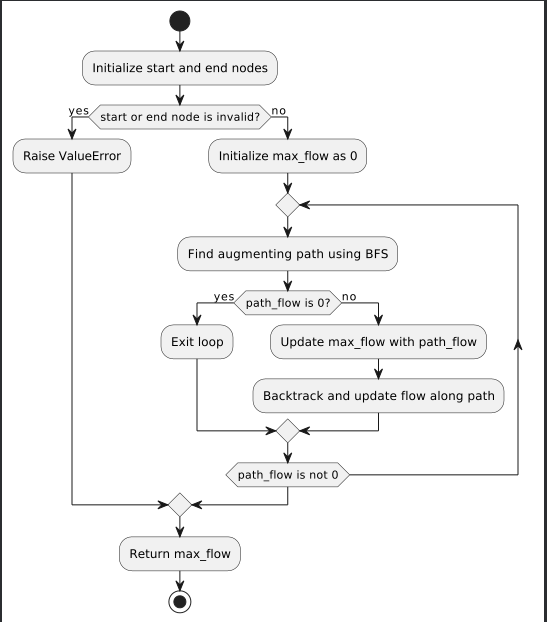 Initialize start and end nodes
yes
start or end node is invalid?
no
Raise ValueError
Initialize max_flow as 0
Find augmenting path using BFS
yes
path_flow is 0?
no
Exit loop
Update max_flow with path_flow
Backtrack and update flow along path
path_flow is not 0
Return max_flow